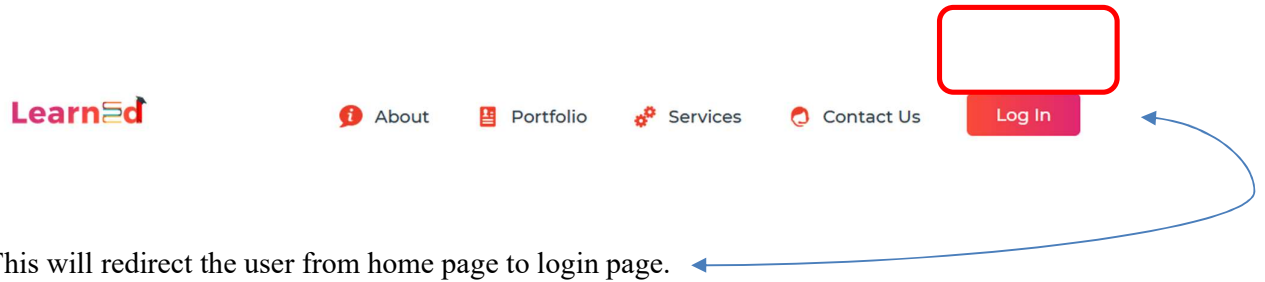 LearnEd
About
Portfolio
Services
Contact Us
Log In
This will redirect the user from home page to login page.